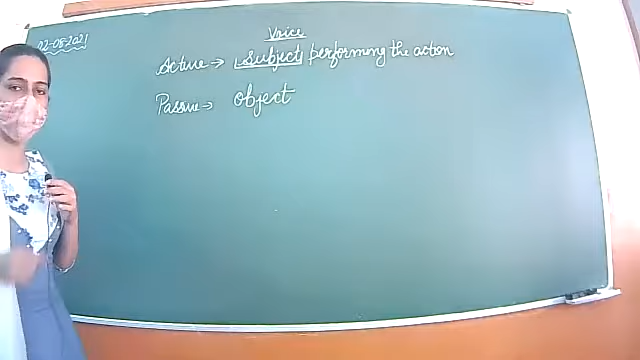 02-08-2021
Voice
Active → Subject performing the action
Passive → object